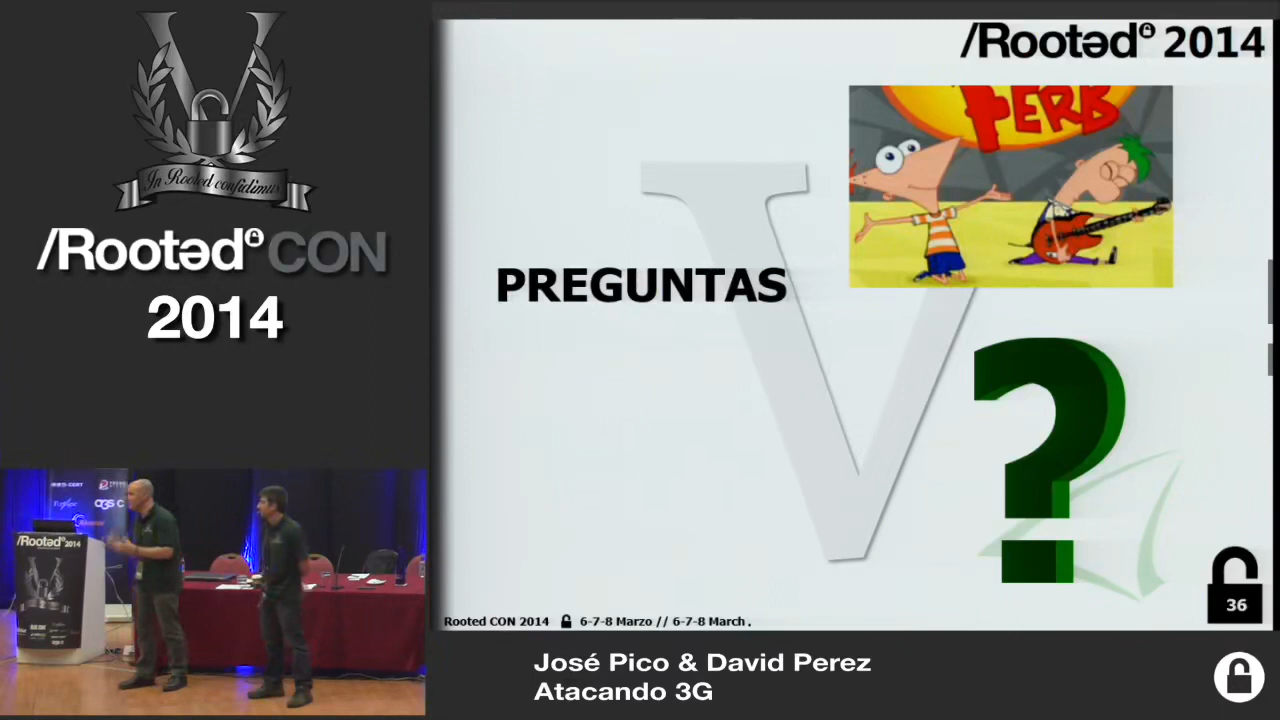 In Rooted confidimus
/Rootəd CON
2014
/Rootəd 2014
FERB
PREGUNTAS
?
36
Rooted CON 2014 6-7-8 Marzo // 6-7-8 March.
/Rootəd 2014
José Pico & David Perez
Atacando 3G